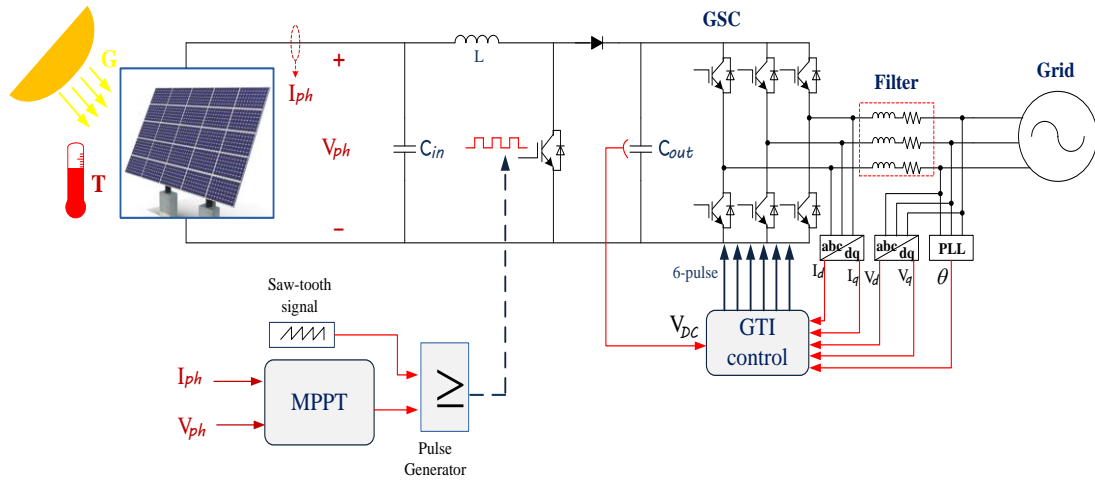 GSC
G
L
Filter
Grid
+
Iph
T
Vph
Cin
Cout
−
abc
dq
abc
dq
PLL
6-pulse
Id
Iq
Vd
Vq
θ
Saw-tooth
signal
VDC
GTI
control
Iph
MPPT
≥
Vph
Pulse
Generator